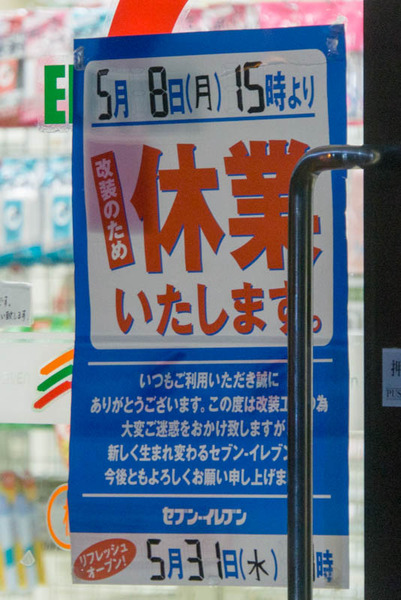 5月 8日(月) 15時より
改装のため
休業
いたします。
いつもご利用いただき誠に
ありがとうございます。この度は改装工 の為
大変ご迷惑をおかけ致しますが
新しく生まれ変わるセブン-イレブン
今後ともよろしくお願い申し上げま
セブン-イレブン
リフレッシュ
オープン!
5月31日(水) 時
押
PUS